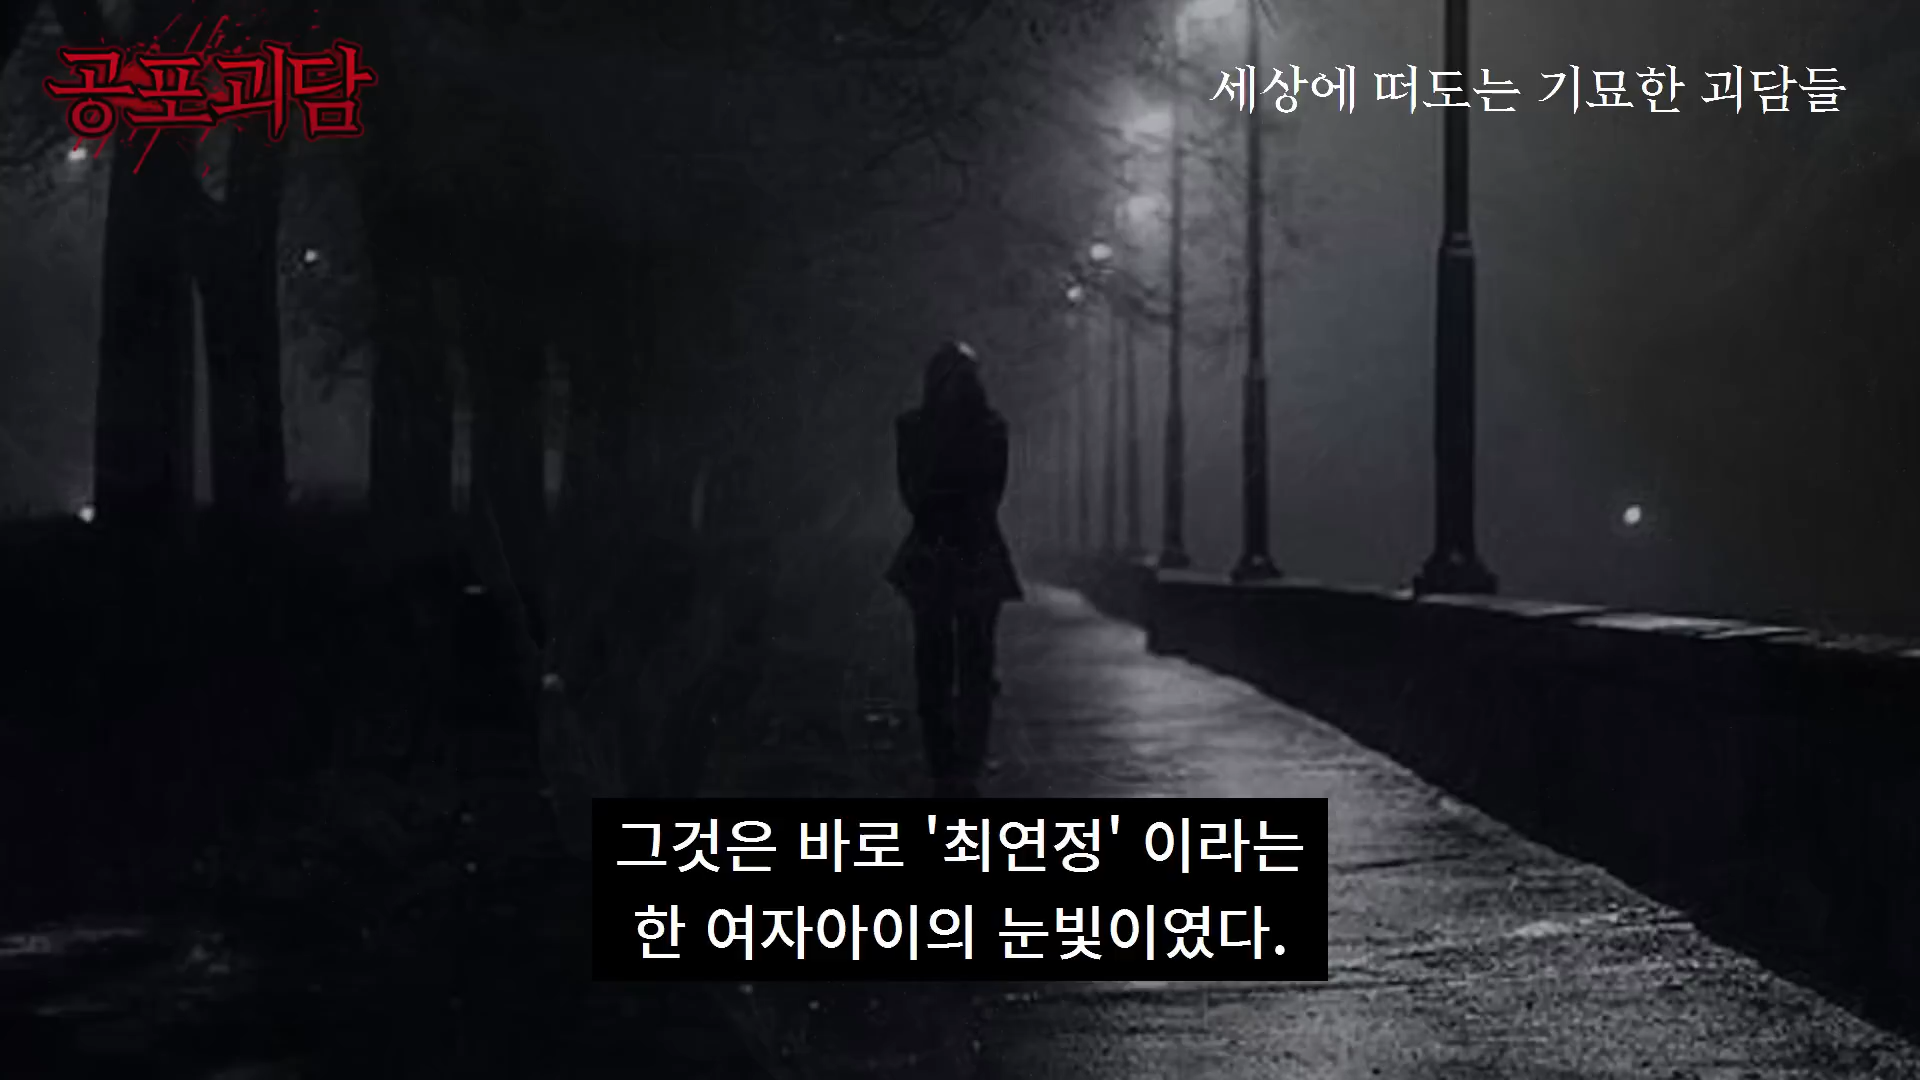 공포괴담
세상에 떠도는 기묘한 괴담들
그것은 바로 '최연정' 이라는
한 여자아이의 눈빛이였다.